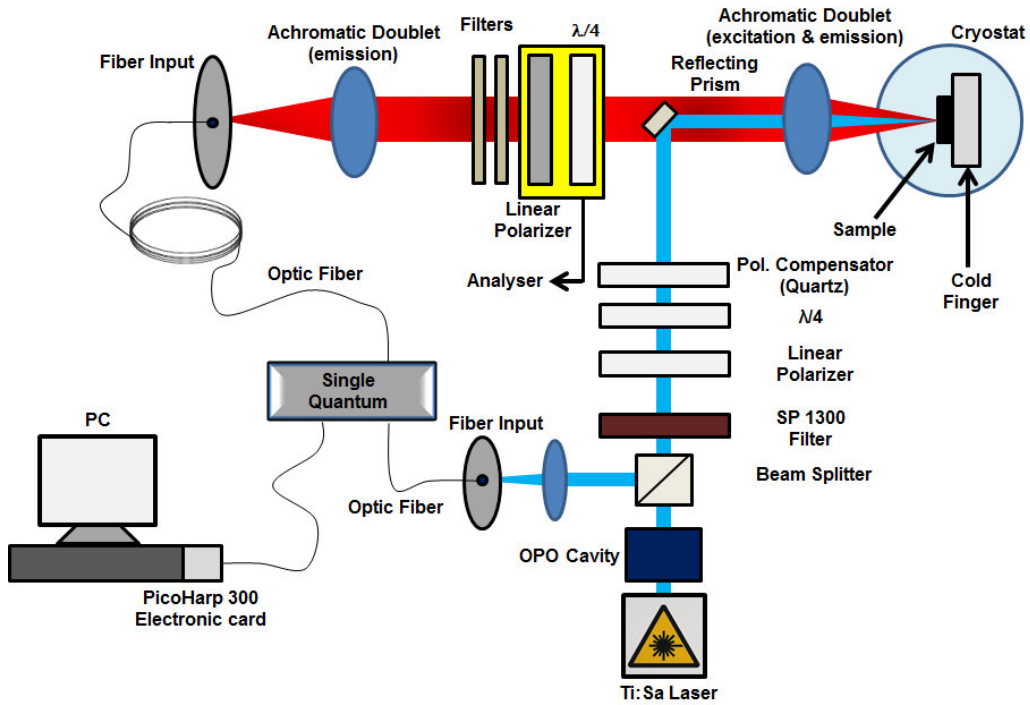 Achromatic Doublet
(emission)
Filters
λ/4
Achromatic Doublet
(excitation & emission)
Cryostat
Fiber Input
Reflecting
Prism
Linear
Polarizer
Sample
Analyser
Pol. Compensator
(Quartz)
Cold
Finger
Optic Fiber
λ/4
Linear
Polarizer
Single
Quantum
PC
Fiber Input
SP 1300
Filter
Beam Splitter
Optic Fiber
OPO Cavity
PicoHarp 300
Electronic card
Ti:Sa Laser